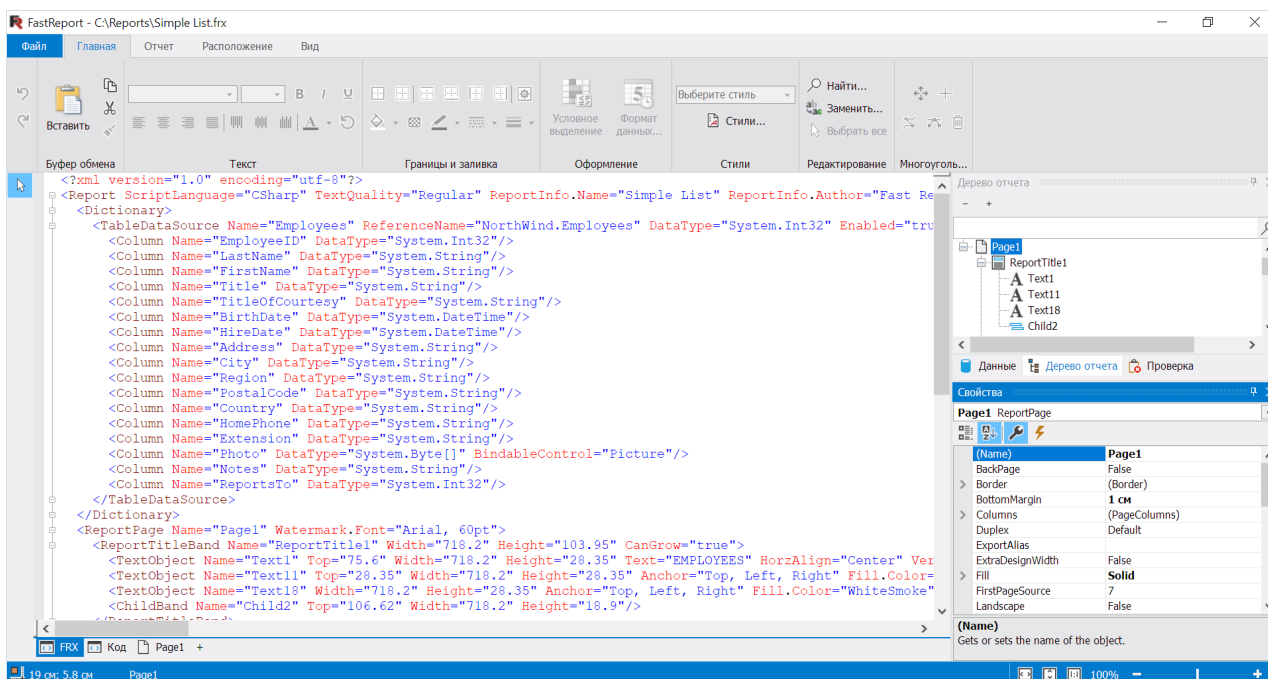 FastReport - C:\Reports\Simple List.frx
Файл Главная Отчет Расположение Вид
Вставить
Буфер обмена
B I U
A
Текст
Границы и заливка
Условное выделение
Формат данных...
Оформление
Выберите стиль
Стили...
Стили
Найти...
Заменить...
Выбрать все
Редактирование
Многоуголь...
<?xml version="1.0" encoding="utf-8"?>
<Report ScriptLanguage="CSharp" TextQuality="Regular" ReportInfo.Name="Simple List" ReportInfo.Author="Fast Re
<Dictionary>
<TableDataSource Name="Employees" ReferenceName="NorthWind.Employees" DataType="System.Int32" Enabled="tru
<Column Name="EmployeeID" DataType="System.Int32"/>
<Column Name="LastName" DataType="System.String"/>
<Column Name="FirstName" DataType="System.String"/>
<Column Name="Title" DataType="System.String"/>
<Column Name="TitleOfCourtesy" DataType="System.String"/>
<Column Name="BirthDate" DataType="System.DateTime"/>
<Column Name="HireDate" DataType="System.DateTime"/>
<Column Name="Address" DataType="System.String"/>
<Column Name="City" DataType="System.String"/>
<Column Name="Region" DataType="System.String"/>
<Column Name="PostalCode" DataType="System.String"/>
<Column Name="Country" DataType="System.String"/>
<Column Name="HomePhone" DataType="System.String"/>
<Column Name="Extension" DataType="System.String"/>
<Column Name="Photo" DataType="System.Byte[]" BindableControl="Picture"/>
<Column Name="Notes" DataType="System.String"/>
<Column Name="ReportsTo" DataType="System.Int32"/>
</TableDataSource>
</Dictionary>
<ReportPage Name="Page1" Watermark.Font="Arial, 60pt">
<ReportTitleBand Name="ReportTitle1" Width="718.2" Height="103.95" CanGrow="true">
<TextObject Name="Text1" Top="75.6" Width="718.2" Height="28.35" Text="EMPLOYEES" HorzAlign="Center" Ver
<TextObject Name="Text11" Top="28.35" Width="718.2" Height="28.35" Anchor="Top, Left, Right" Fill.Color=
<TextObject Name="Text18" Width="718.2" Height="28.35" Anchor="Top, Left, Right" Fill.Color="WhiteSmoke"
<ChildBand Name="Child2" Top="106.62" Width="718.2" Height="18.9"/>
FRX Код Page1 +
Дерево отчета
- +
Page1
ReportTitle1
A Text1
A Text11
A Text18
Child2
Данные Дерево отчета Проверка
Свойства
Page1 ReportPage
(Name) Page1
BackPage False
Border (Border)
BottomMargin 1 см
Columns (PageColumns)
Duplex Default
ExportAlias
ExtraDesignWidth False
Fill Solid
FirstPageSource 7
Landscape False
(Name)
Gets or sets the name of the object.
19 см; 5.8 см Page1 100% - +